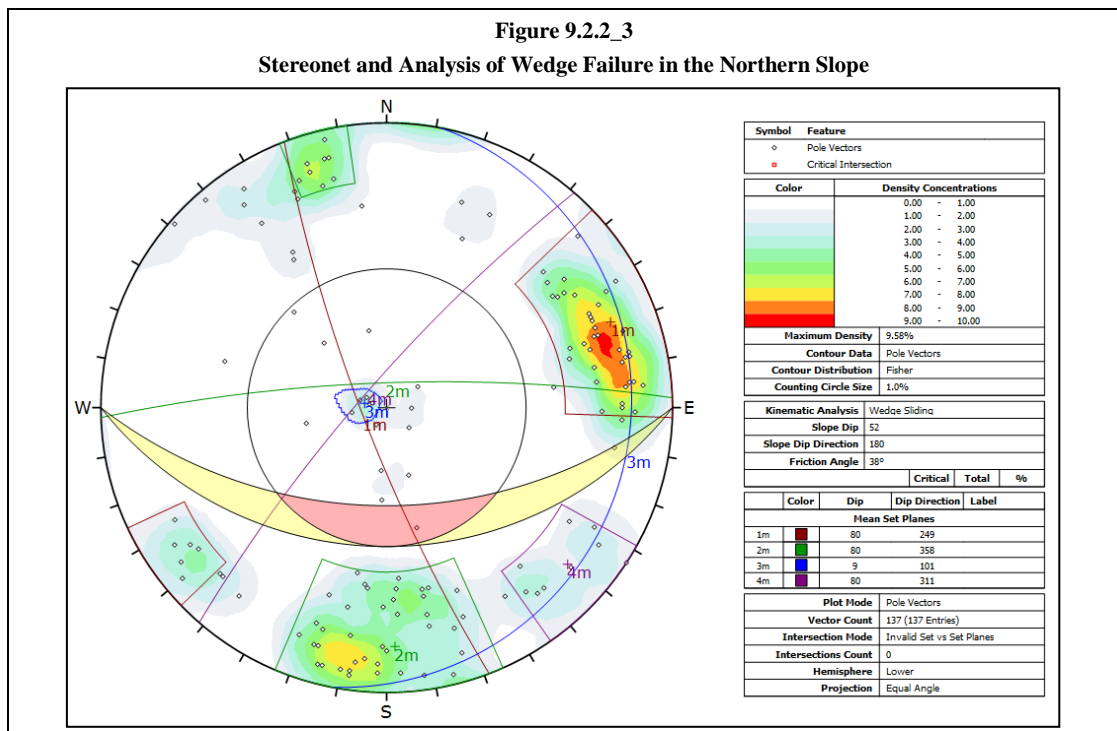 Figure 9.2.2_3
Stereonet and Analysis of Wedge Failure in the Northern Slope
N
Symbol Feature
Pole Vectors
Critical Intersection
Color Density Concentrations
0.00 - 1.00
1.00 - 2.00
2.00 - 3.00
3.00 - 4.00
4.00 - 5.00
5.00 - 6.00
6.00 - 7.00
7.00 - 8.00
8.00 - 9.00
9.00 - 10.00
Maximum Density 9.58%
Contour Data Pole Vectors
Contour Distribution Fisher
Counting Circle Size 1.0%
Kinematic Analysis Wedge Sliding
Slope Dip 52
Slope Dip Direction 180
Friction Angle 38º
Critical Total %
Color Dip Dip Direction Label
Mean Set Planes
1m 80 249
2m 80 358
3m 9 101
4m 80 311
Plot Mode Pole Vectors
Vector Count 137 (137 Entries)
Intersection Mode Invalid Set vs Set Planes
Intersections Count 0
Hemisphere Lower
Projection Equal Angle
1m
2m
W
4m
3m
E
1m
3m
4m
2m
S